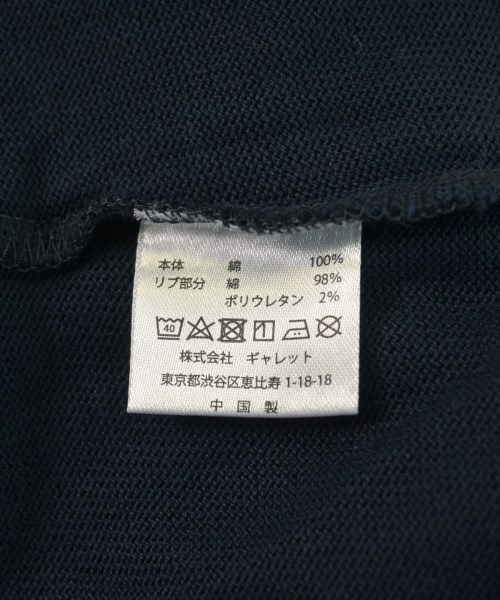 本体 綿 100%
リブ部分 綿 98%
ポリウレタン 2%
40
株式会社 ギャレット
東京都渋谷区恵比寿1-18-18
中国製